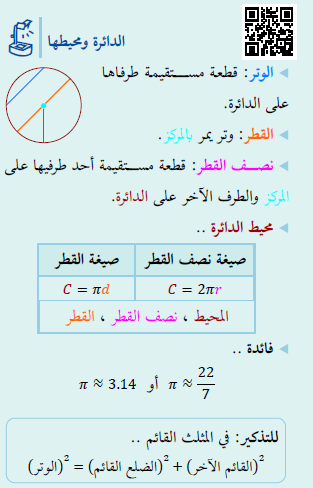 الدائرة ومحيطها
الوتر: قطعة مستقيمة طرفاها
على الدائرة.
القطر: وتر يمر بالمركز.
نصف القطر: قطعة مستقيمة أحد طرفيها على
المركز والطرف الآخر على الدائرة.
محيط الدائرة ..
صيغة نصف القطر صيغة القطر
C = 2πr C = πd
المحيط ، نصف القطر ، القطر
فائدة ..
π ≈ 22/7 أو π ≈ 3.14
للتذكير: في المثلث القائم ..
(الوتر)² = (الضلع القائم)² + (القائم الآخر)²